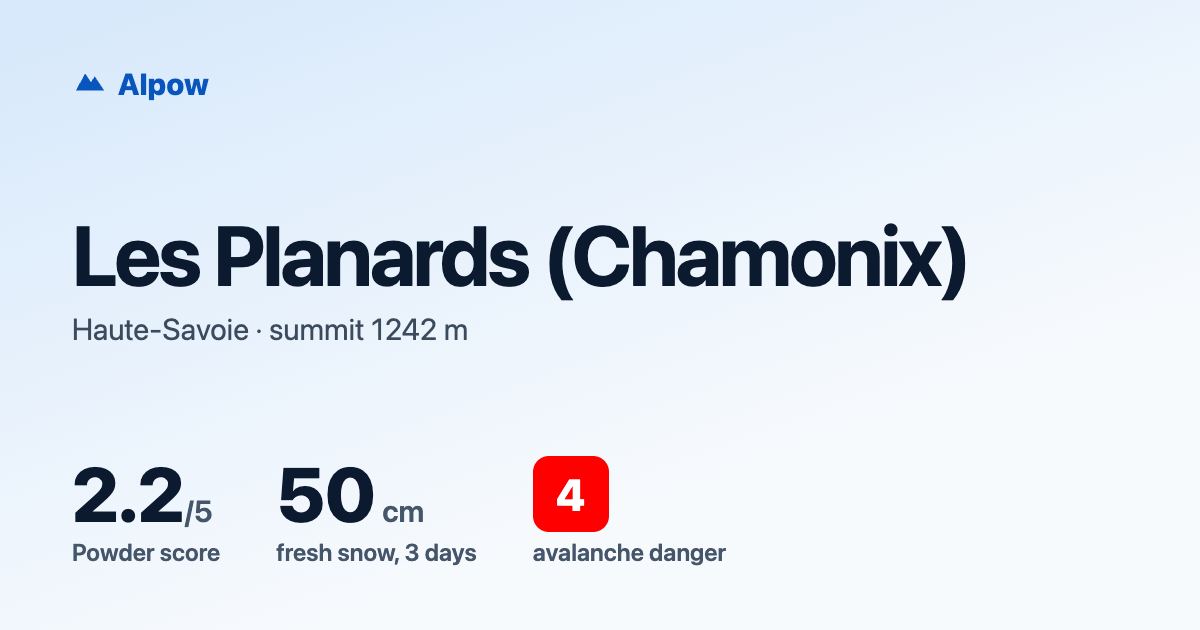 Alpow
Les Planards (Chamonix)
Haute-Savoie · summit 1242 m
2.2/5 50 cm 4
Powder score fresh snow, 3 days avalanche danger